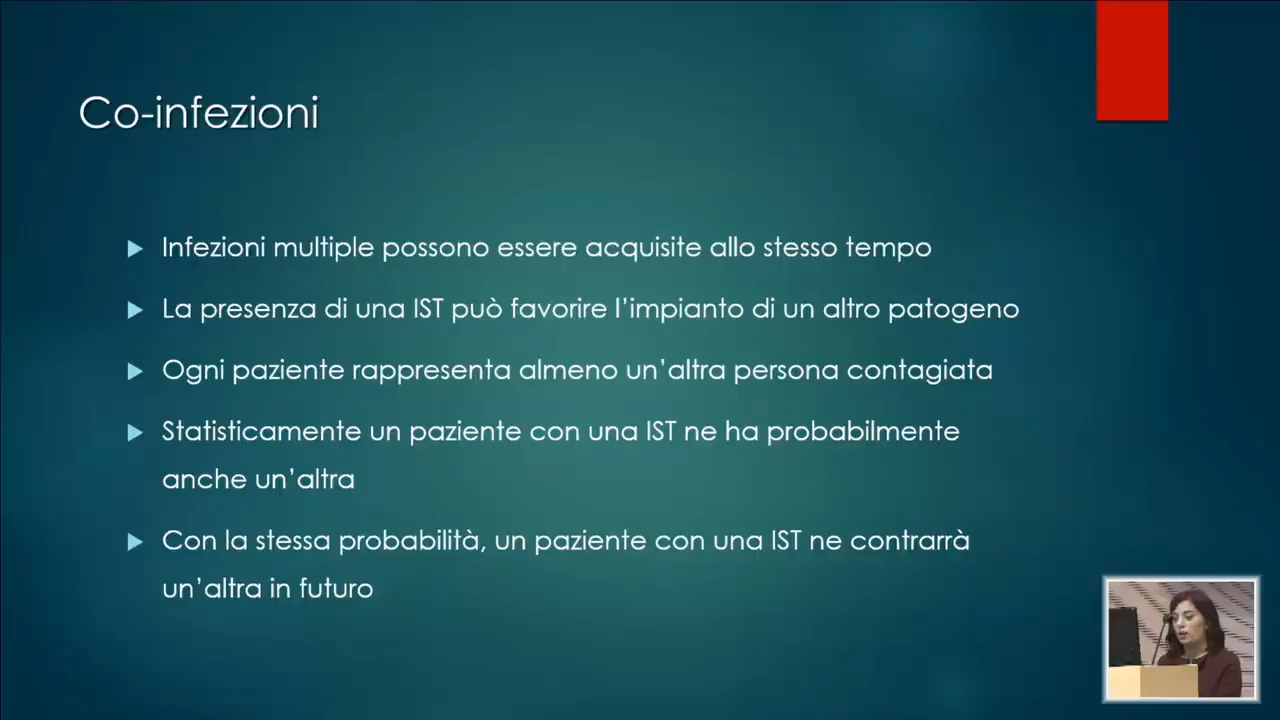 Co-infezioni
Infezioni multiple possono essere acquisite allo stesso tempo
La presenza di una IST può favorire l’impianto di un altro patogeno
Ogni paziente rappresenta almeno un’altra persona contagiata
Statisticamente un paziente con una IST ne ha probabilmente
anche un’altra
Con la stessa probabilità, un paziente con una IST ne contrarrà
un’altra in futuro